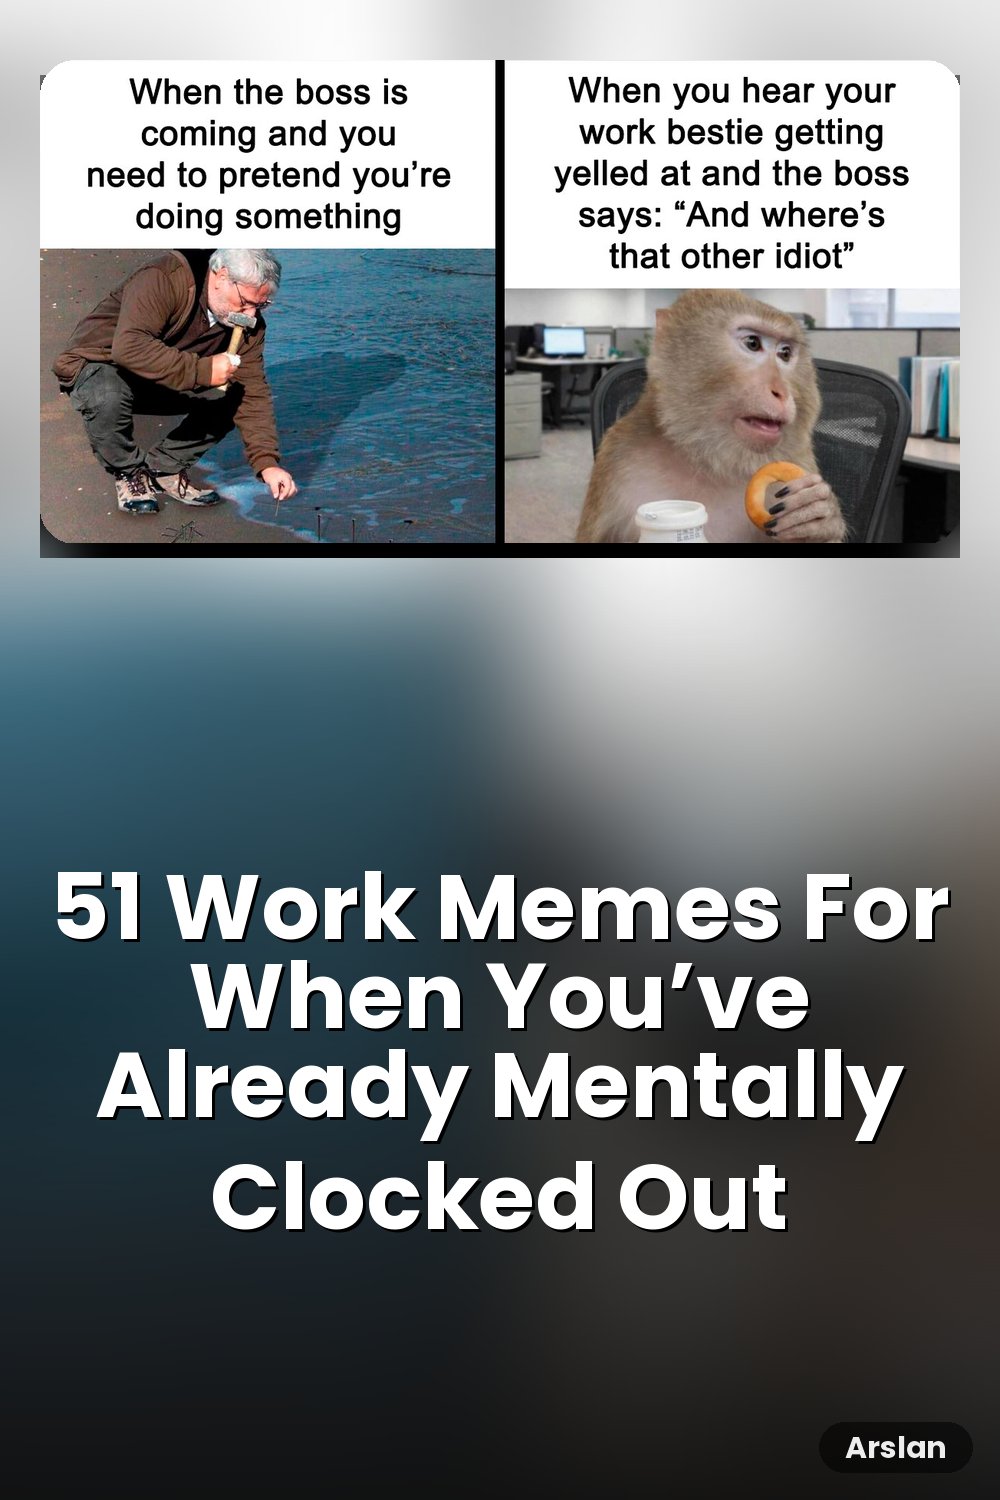 When the boss is
coming and you
need to pretend you’re
doing something
When you hear your
work bestie getting
yelled at and the boss
says: “And where’s
that other idiot”
51 Work Memes For
When You’ve
Already Mentally
Clocked Out
Arslan